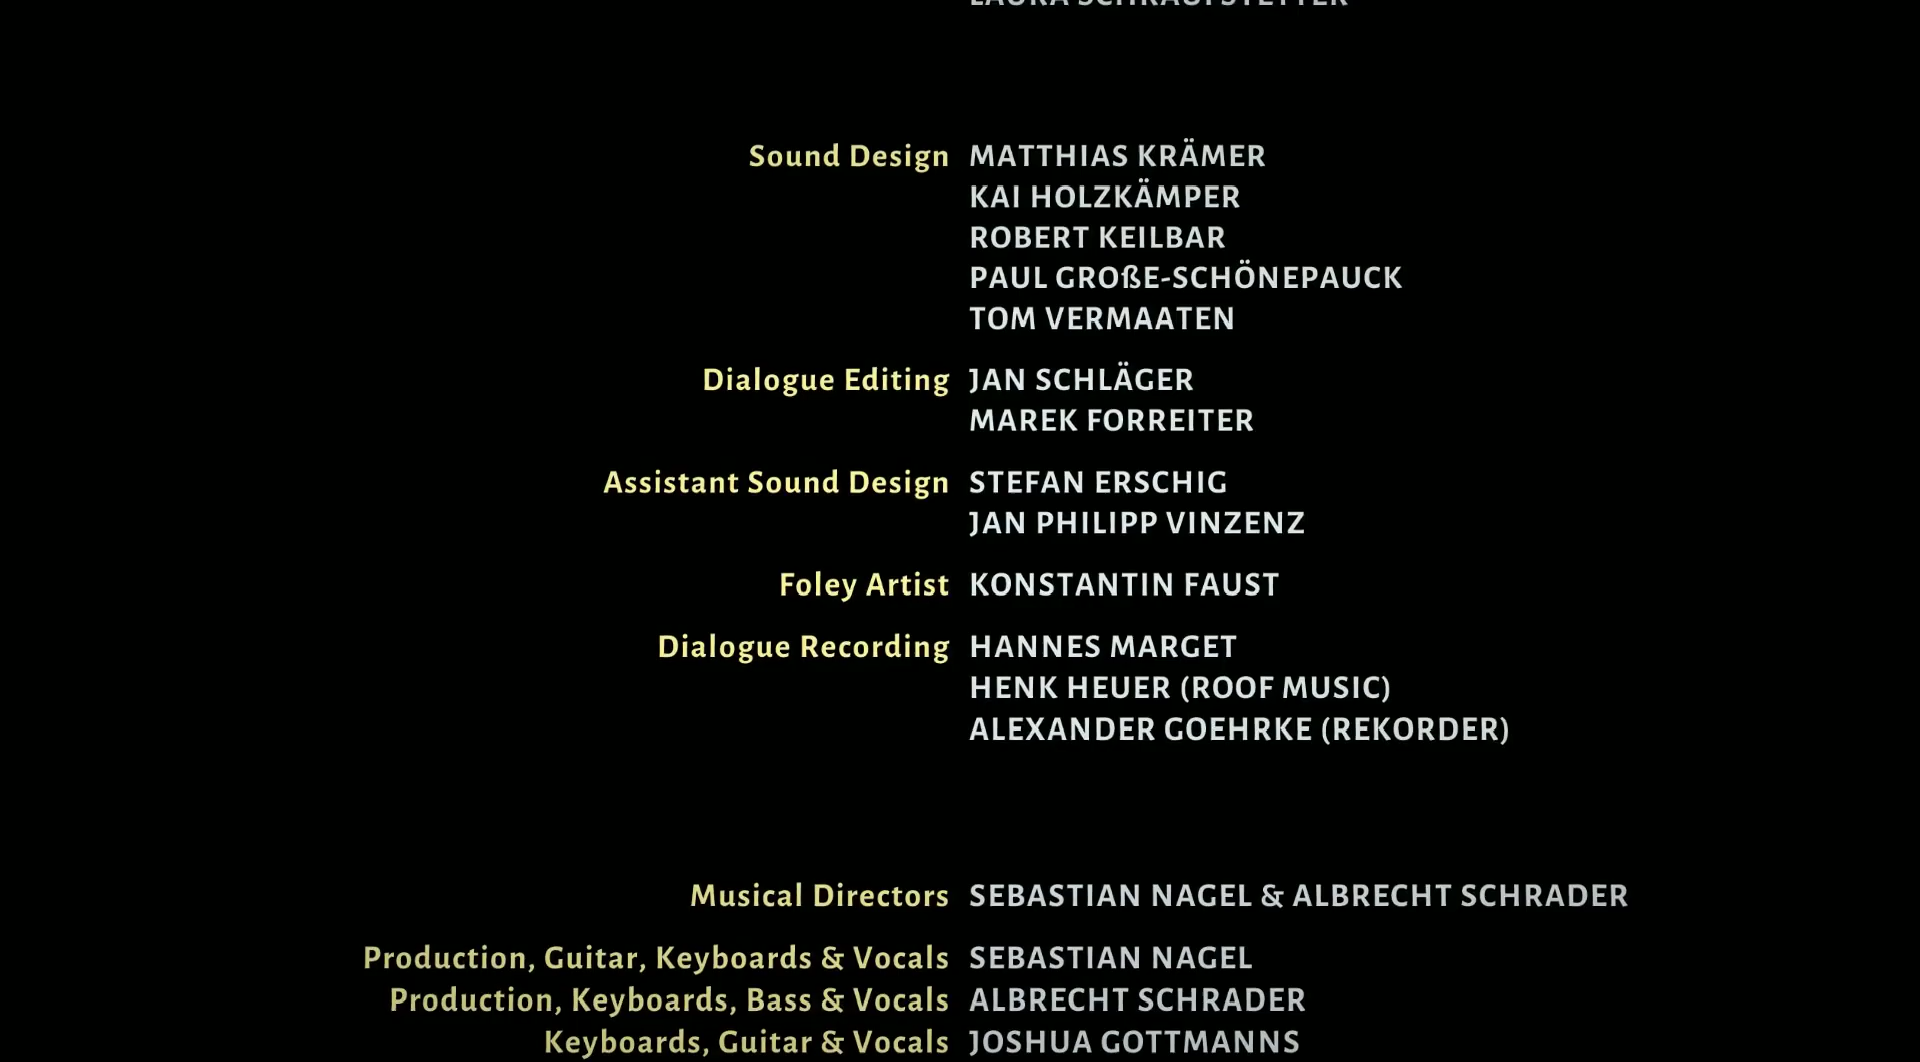 LAURA SCHRAUFSTETTER
Sound Design MATTHIAS KRÄMER
KAI HOLZKÄMPER
ROBERT KEILBAR
PAUL GROßE-SCHÖNEPAUCK
TOM VERMAATEN
Dialogue Editing JAN SCHLÄGER
MAREK FORREITER
Assistant Sound Design STEFAN ERSCHIG
JAN PHILIPP VINZENZ
Foley Artist KONSTANTIN FAUST
Dialogue Recording HANNES MARGET
HENK HEUER (ROOF MUSIC)
ALEXANDER GOEHRKE (REKORDER)
Musical Directors SEBASTIAN NAGEL & ALBRECHT SCHRADER
Production, Guitar, Keyboards & Vocals SEBASTIAN NAGEL
Production, Keyboards, Bass & Vocals ALBRECHT SCHRADER
Keyboards, Guitar & Vocals JOSHUA GOTTMANNS